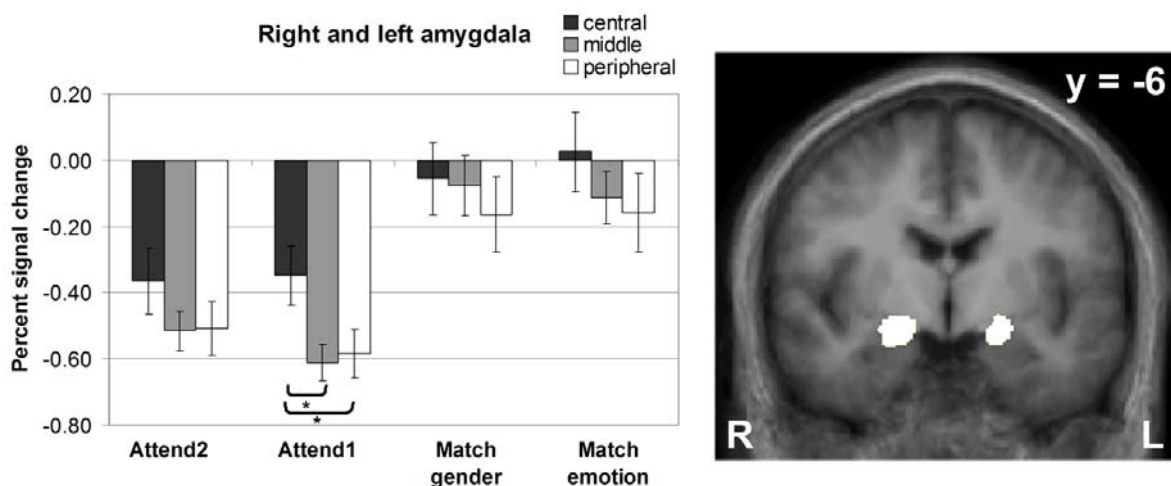 Right and left amygdala
central
middle
peripheral
Percent signal change
0.20
0.00
-0.20
-0.40
-0.60
-0.80
*
*
Attend2
Attend1
Match
gender
Match
emotion
y = -6
R
L